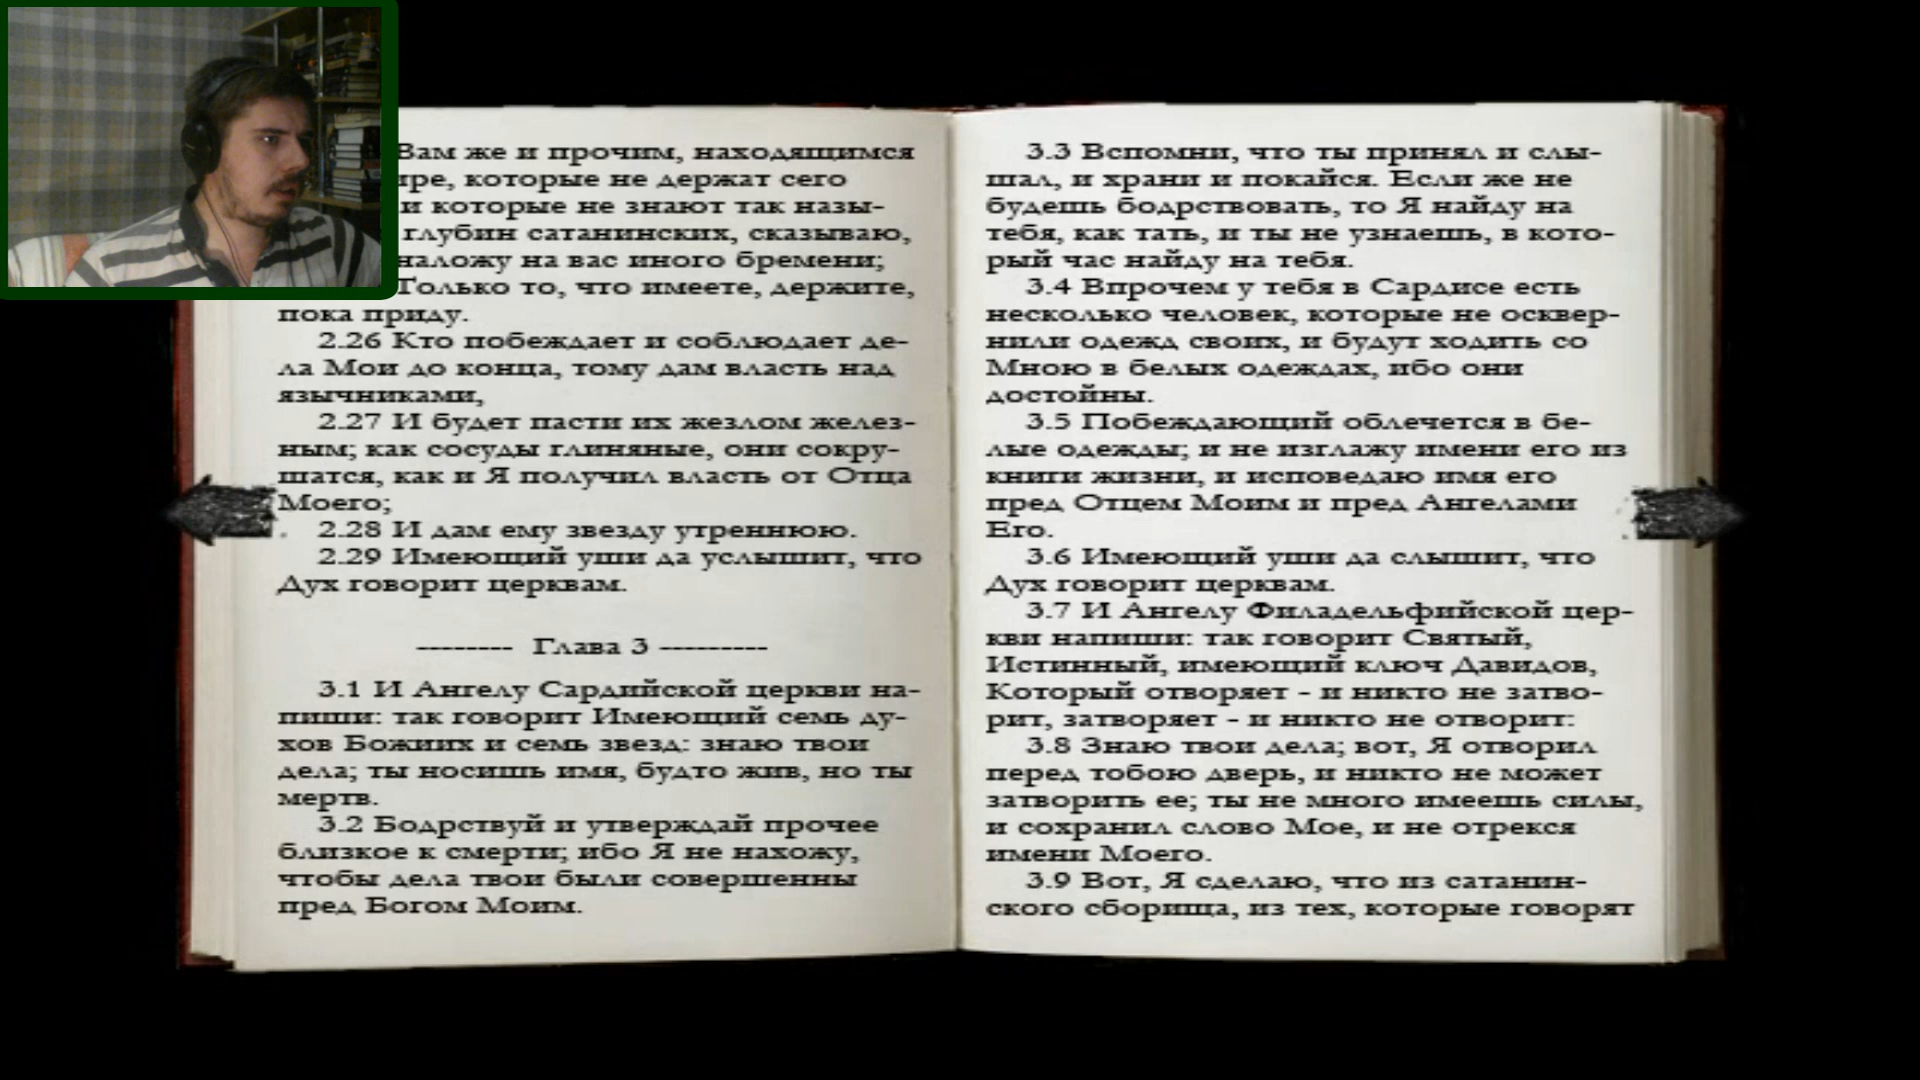 Вам же и прочим, находящимся
которые не держат сего
и которые не знают так назы-
глубин сатанинских, сказываю,
наложу на вас иного бремени;
Только то, что имеете, держите,
пока приду.
2.26 Кто побеждает и соблюдает де-
ла Мои до конца, тому дам власть над
язычниками,
2.27 И будет пасти их жезлом желез-
ным; как сосуды глиняные, они сокру-
шатся, как и Я получил власть от Отца
Моего;
2.28 И дам ему звезду утреннюю.
2.29 Имеющий уши да услышит, что
Дух говорит церквам.
-------- Глава 3 ---------
3.1 И Ангелу Сардийской церкви на-
пиши: так говорит Имеющий семь ду-
хов Божиих и семь звезд: знаю твои
дела; ты носишь имя, будто жив, но ты
мертв.
3.2 Бодрствуй и утверждай прочее
близкое к смерти; ибо Я не нахожу,
чтобы дела твои были совершенны
пред Богом Моим.
3.3 Вспомни, что ты принял и слы-
шал, и храни и покайся. Если же не
будешь бодрствовать, то Я найду на
тебя, как тать, и ты не узнаешь, в кото-
рый час найду на тебя.
3.4 Впрочем у тебя в Сардисе есть
несколько человек, которые не осквер-
нили одежд своих, и будут ходить со
Мною в белых одеждах, ибо они
достойны.
3.5 Побеждающий облечется в бе-
лые одежды; и не изглажу имени его из
книги жизни, и исповедаю имя его
пред Отцем Моим и пред Ангелами
Его.
3.6 Имеющий уши да слышит, что
Дух говорит церквам.
3.7 И Ангелу Филадельфийской цер-
кви напиши: так говорит Святый,
Истинный, имеющий ключ Давидов,
Который отворяет - и никто не затво-
рит, затворяет - и никто не отворит:
3.8 Знаю твои дела; вот, Я отворил
перед тобою дверь, и никто не может
затворить ее; ты не много имеешь силы,
и сохранил слово Мое, и не отрекся
имени Моего.
3.9 Вот, Я сделаю, что из сатанин-
ского сборища, из тех, которые говорят